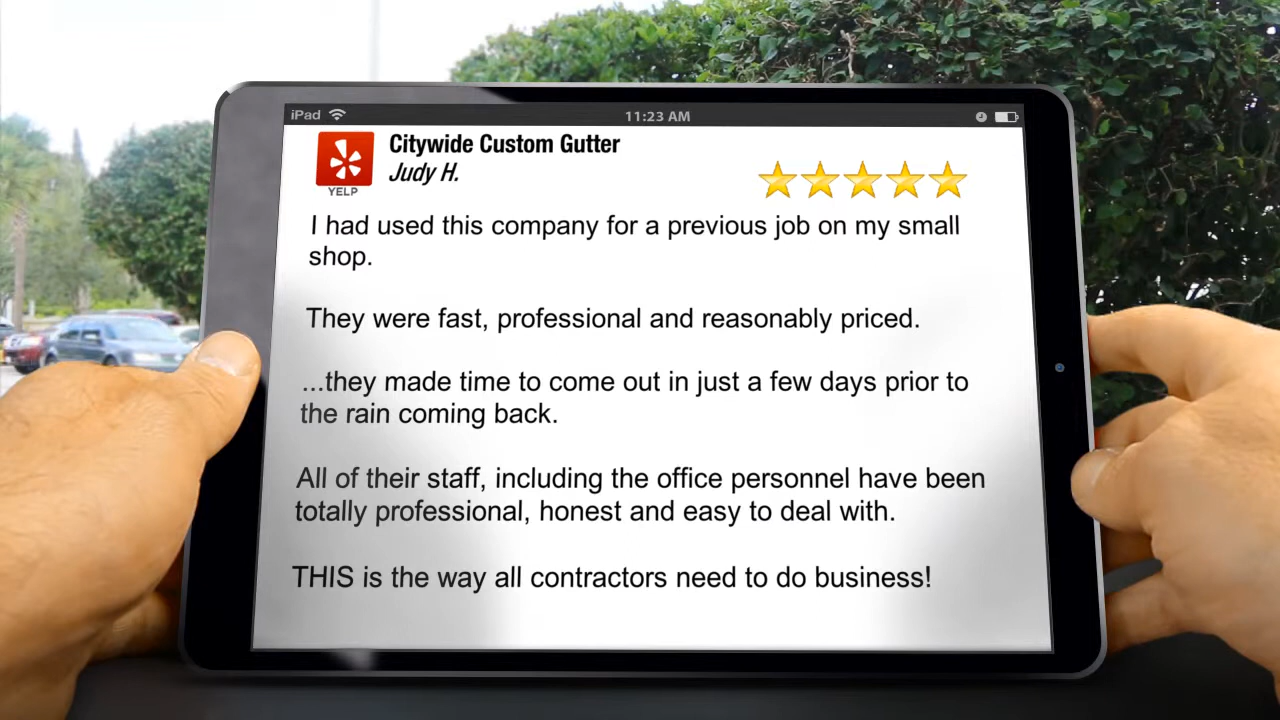 iPad 11:23 AM
Citywide Custom Gutter
Judy H.
YELP
I had used this company for a previous job on my small
shop.
They were fast, professional and reasonably priced.
...they made time to come out in just a few days prior to
the rain coming back.
All of their staff, including the office personnel have been
totally professional, honest and easy to deal with.
THIS is the way all contractors need to do business!